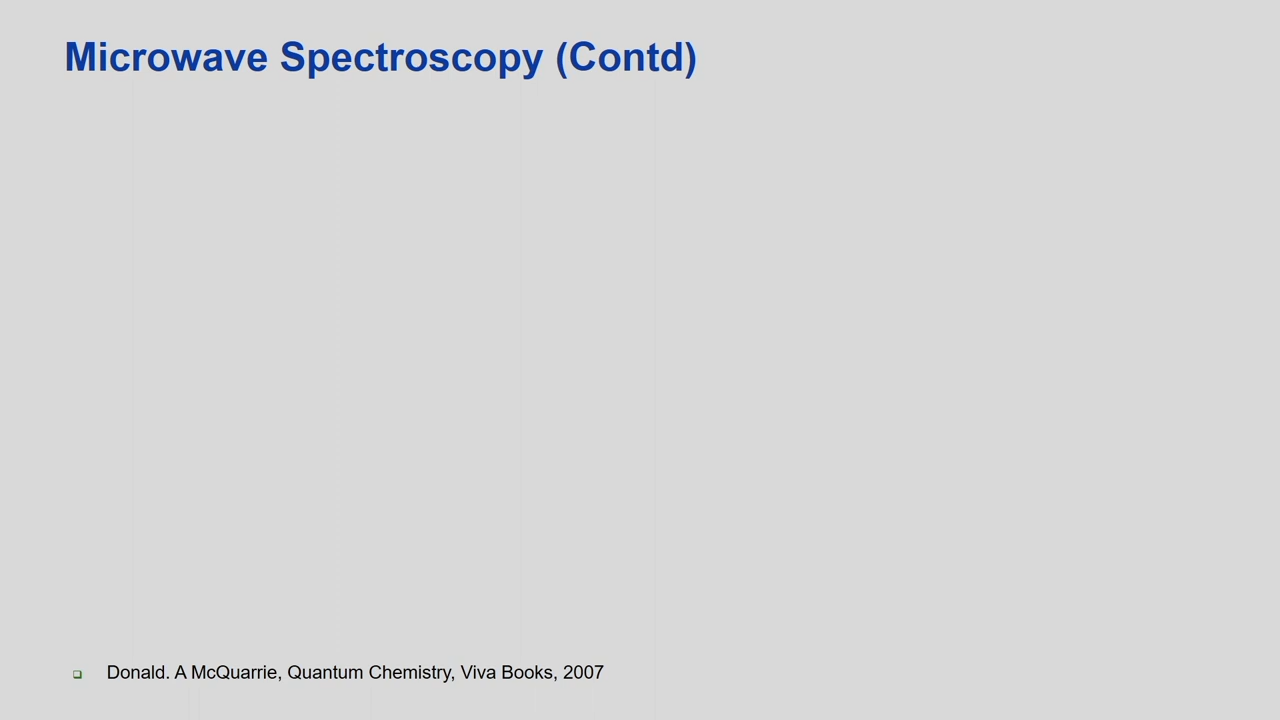 Microwave Spectroscopy (Contd)
Donald. A McQuarrie, Quantum Chemistry, Viva Books, 2007